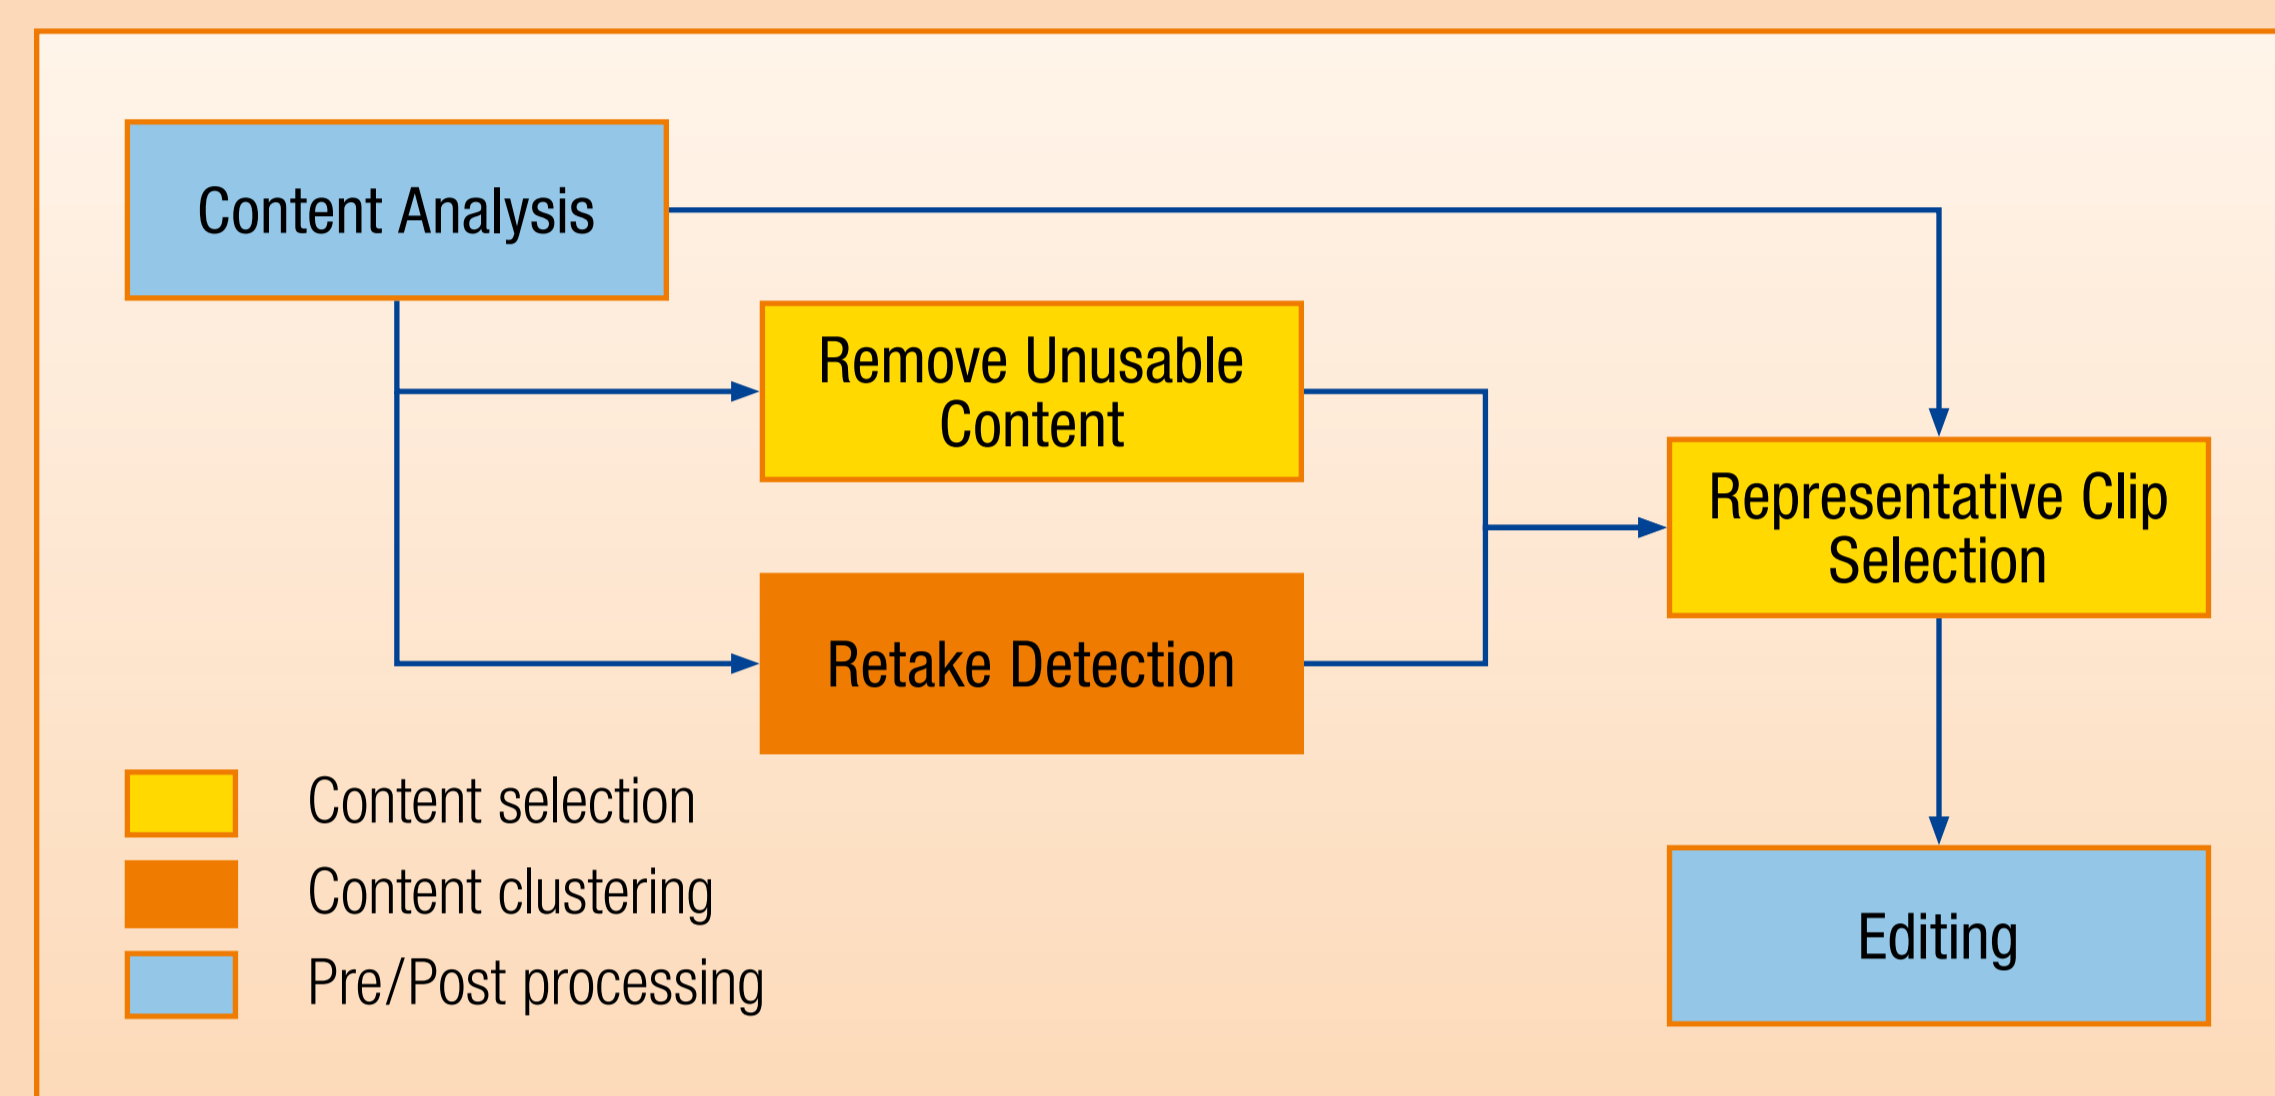 Content Analysis
Remove Unusable
Content
Representative Clip
Selection
Retake Detection
Content selection
Content clustering
Pre/Post processing
Editing